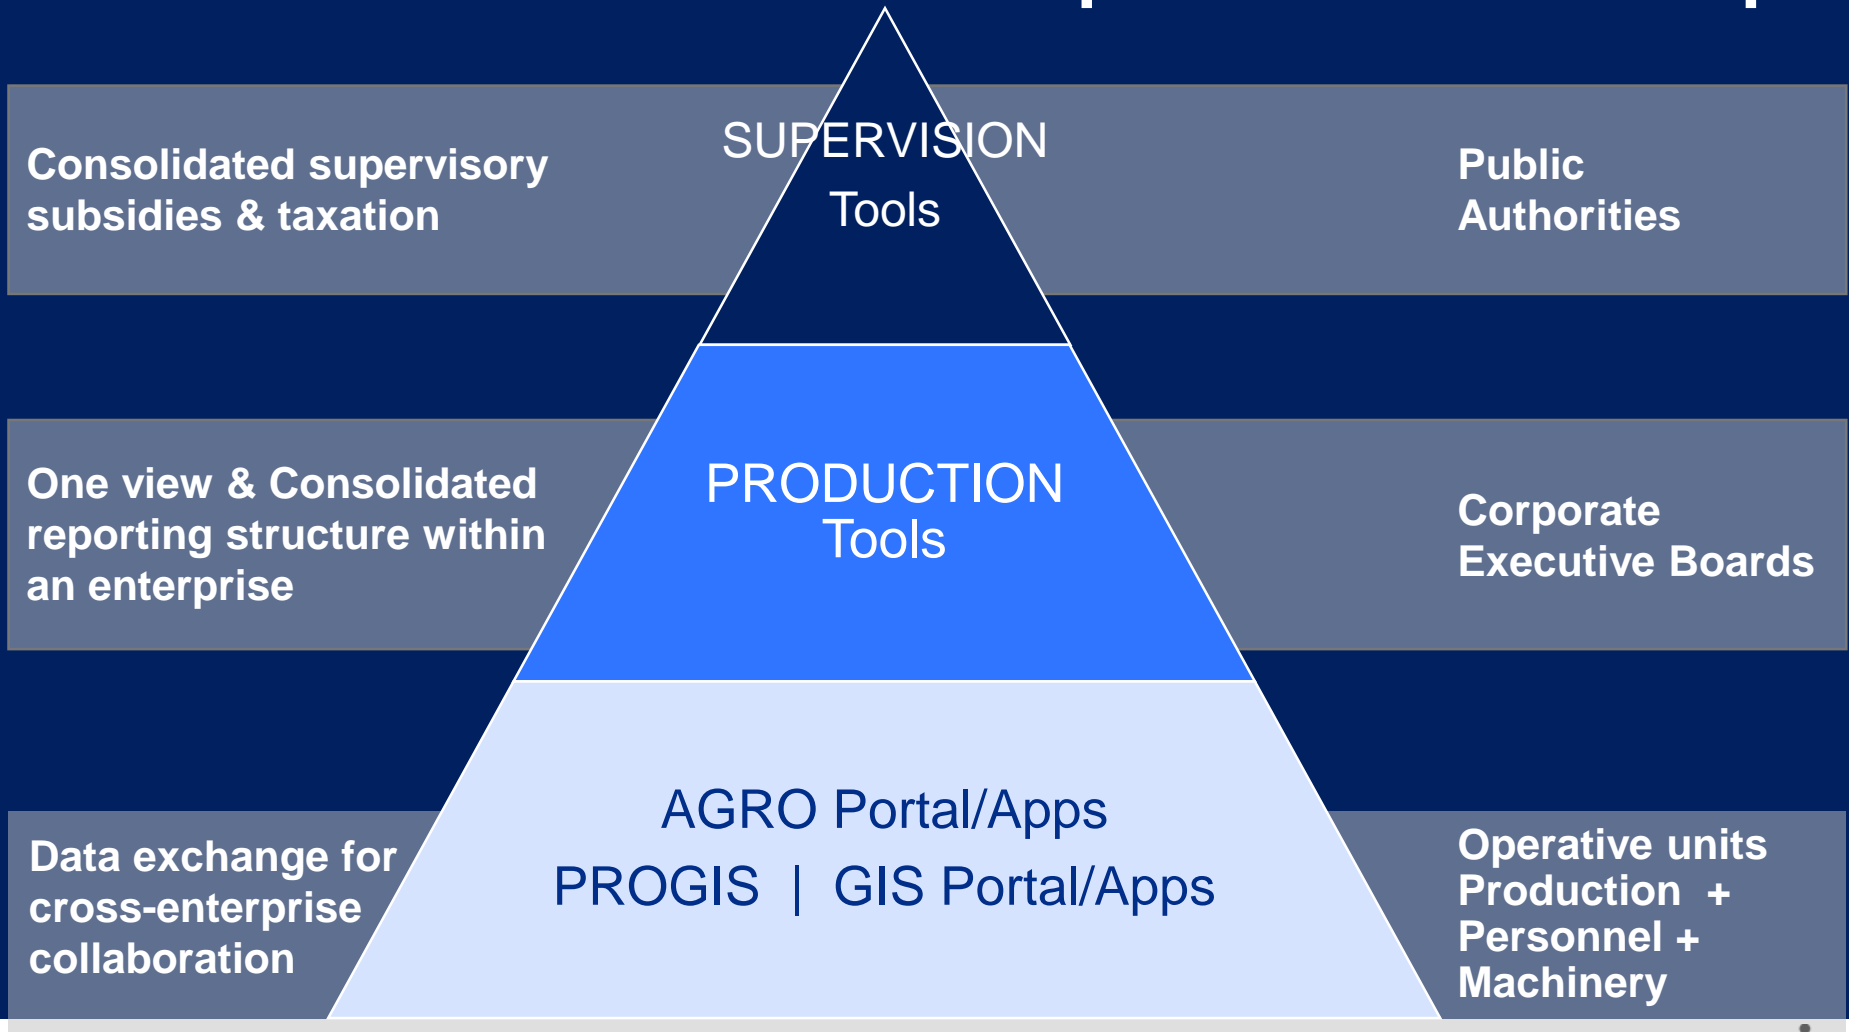 Consolidated supervisory
subsidies & taxation
SUPERVISION
Tools
Public
Authorities
One view & Consolidated
reporting structure within
an enterprise
PRODUCTION
Tools
Corporate
Executive Boards
Data exchange for
cross-enterprise
collaboration
AGRO Portal/Apps
PROGIS | GIS Portal/Apps
Operative units
Production +
Personnel +
Machinery